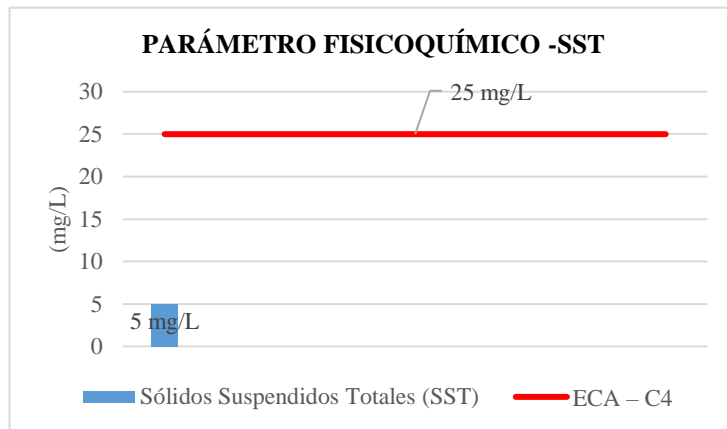 PARÁMETRO FISICOQUÍMICO -SST
30
25 mg/L
25
20
15
10
5
0
(mg/L)
5 mg/L
Sólidos Suspendidos Totales (SST)
ECA – C4